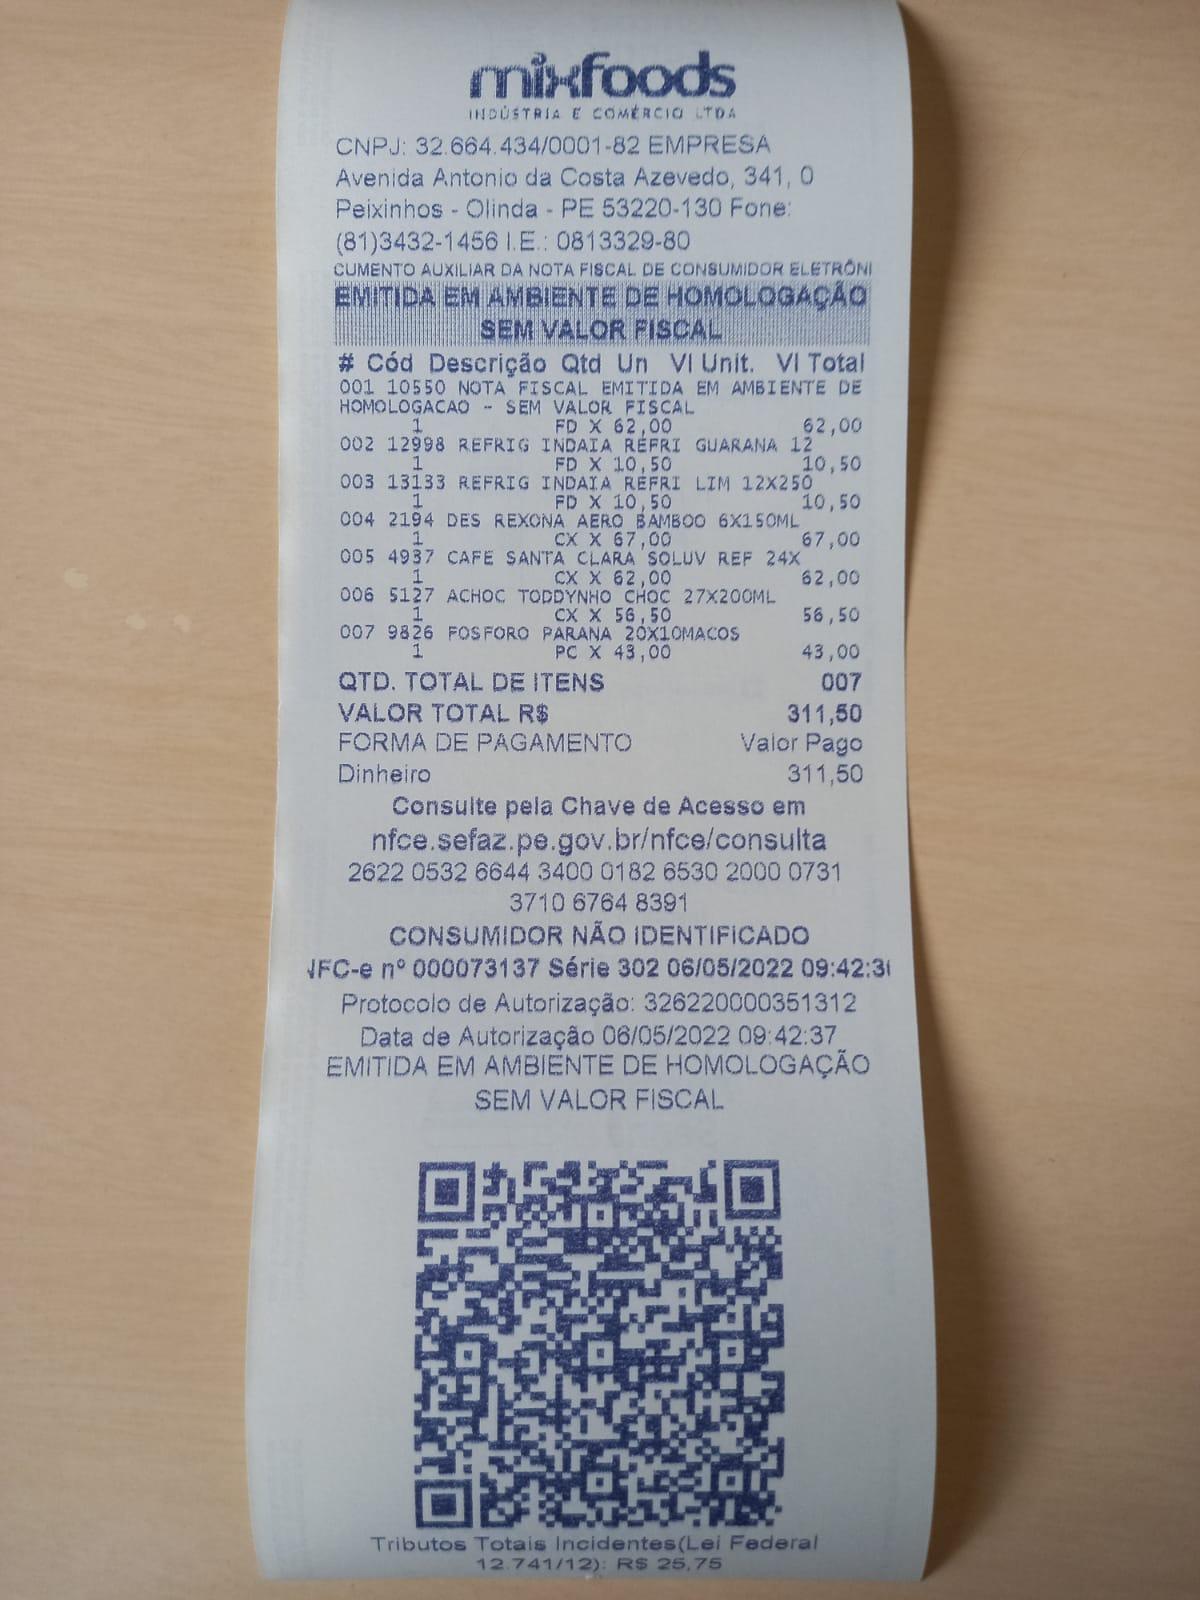 mixfoods
INDÚSTRIA E COMÉRCIO LTDA
CNPJ: 32.664.434/0001-82 EMPRESA
Avenida Antonio da Costa Azevedo, 341, 0
Peixinhos - Olinda - PE 53220-130 Fone:
(81)3432-1456 I.E.: 0813329-80
CUMENTO AUXILIAR DA NOTA FISCAL DE CONSUMIDOR ELETRÔNI
EMITIDA EM AMBIENTE DE HOMOLOGAÇÃO
SEM VALOR FISCAL
# Cód Descrição Qtd Un Vl Unit. Vl Total
001 10550 NOTA FISCAL EMITIDA EM AMBIENTE DE
HOMOLOGACAO - SEM VALOR FISCAL
1 FD X 62,00 62,00
002 12998 REFRIG INDAIA REFRI GUARANA 12
1 FD X 10,50 10,50
003 13133 REFRIG INDAIA REFRI LIM 12X250
1 FD X 10,50 10,50
004 2194 DES REXONA AERO BAMBOO 6X150ML
1 CX X 67,00 67,00
005 4937 CAFE SANTA CLARA SOLUV REF 24X
1 CX X 62,00 62,00
006 5127 ACHOC TODDYNHO CHOC 27X200ML
1 CX X 56,50 56,50
007 9826 FOSFORO PARANA 20X10MACOS
1 PC X 43,00 43,00
QTD. TOTAL DE ITENS 007
VALOR TOTAL R$ 311,50
FORMA DE PAGAMENTO Valor Pago
Dinheiro 311,50
Consulte pela Chave de Acesso em
nfce.sefaz.pe.gov.br/nfce/consulta
2622 0532 6644 3400 0182 6530 2000 0731
3710 6764 8391
CONSUMIDOR NÃO IDENTIFICADO
NFC-e nº 000073137 Série 302 06/05/2022 09:42:3
Protocolo de Autorização: 326220000351312
Data de Autorização 06/05/2022 09:42:37
EMITIDA EM AMBIENTE DE HOMOLOGAÇÃO
SEM VALOR FISCAL
Tributos Totais Incidentes(Lei Federal
12.741/12): R$ 25,75